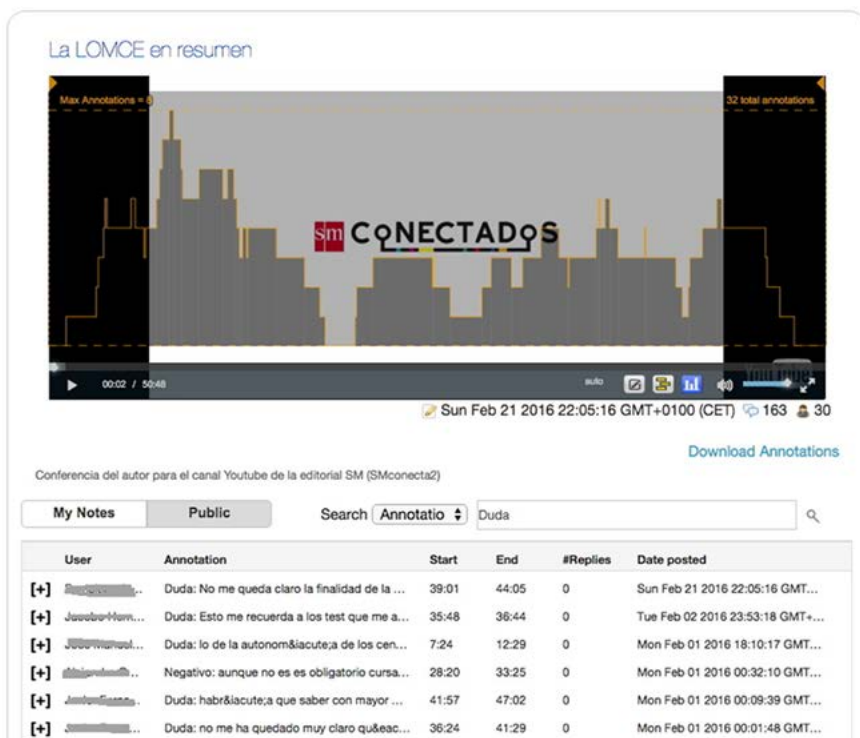 La LOMCE en resumen
Max Annotations = 8
32 total annotations
sm CONECTADOS
00:02 / 50:48
auto
YouTube
Sun Feb 21 2016 22:05:16 GMT+0100 (CET) 163 30
Download Annotations
Conferencia del autor para el canal Youtube de la editorial SM (SMconecta2)
My Notes Public Search Annotatio Duda
User Annotation Start End #Replies Date posted
[+] Duda: No me queda claro la finalidad de la ... 39:01 44:05 0 Sun Feb 21 2016 22:05:16 GMT...
[+] Duda: Esto me recuerda a los test que me a... 35:48 36:44 0 Tue Feb 02 2016 23:53:18 GMT+...
[+] Duda: lo de la autonom&iacute;a de los cen... 7:24 12:29 0 Mon Feb 01 2016 18:10:17 GMT...
[+] Negativo: aunque no es es obligatorio cursa... 28:20 33:25 0 Mon Feb 01 2016 00:32:10 GMT...
[+] Duda: habr&iacute;a que saber con mayor ... 41:57 47:02 0 Mon Feb 01 2016 00:09:39 GMT...
[+] Duda: no me ha quedado muy claro qu&eac... 36:24 41:29 0 Mon Feb 01 2016 00:01:48 GMT...